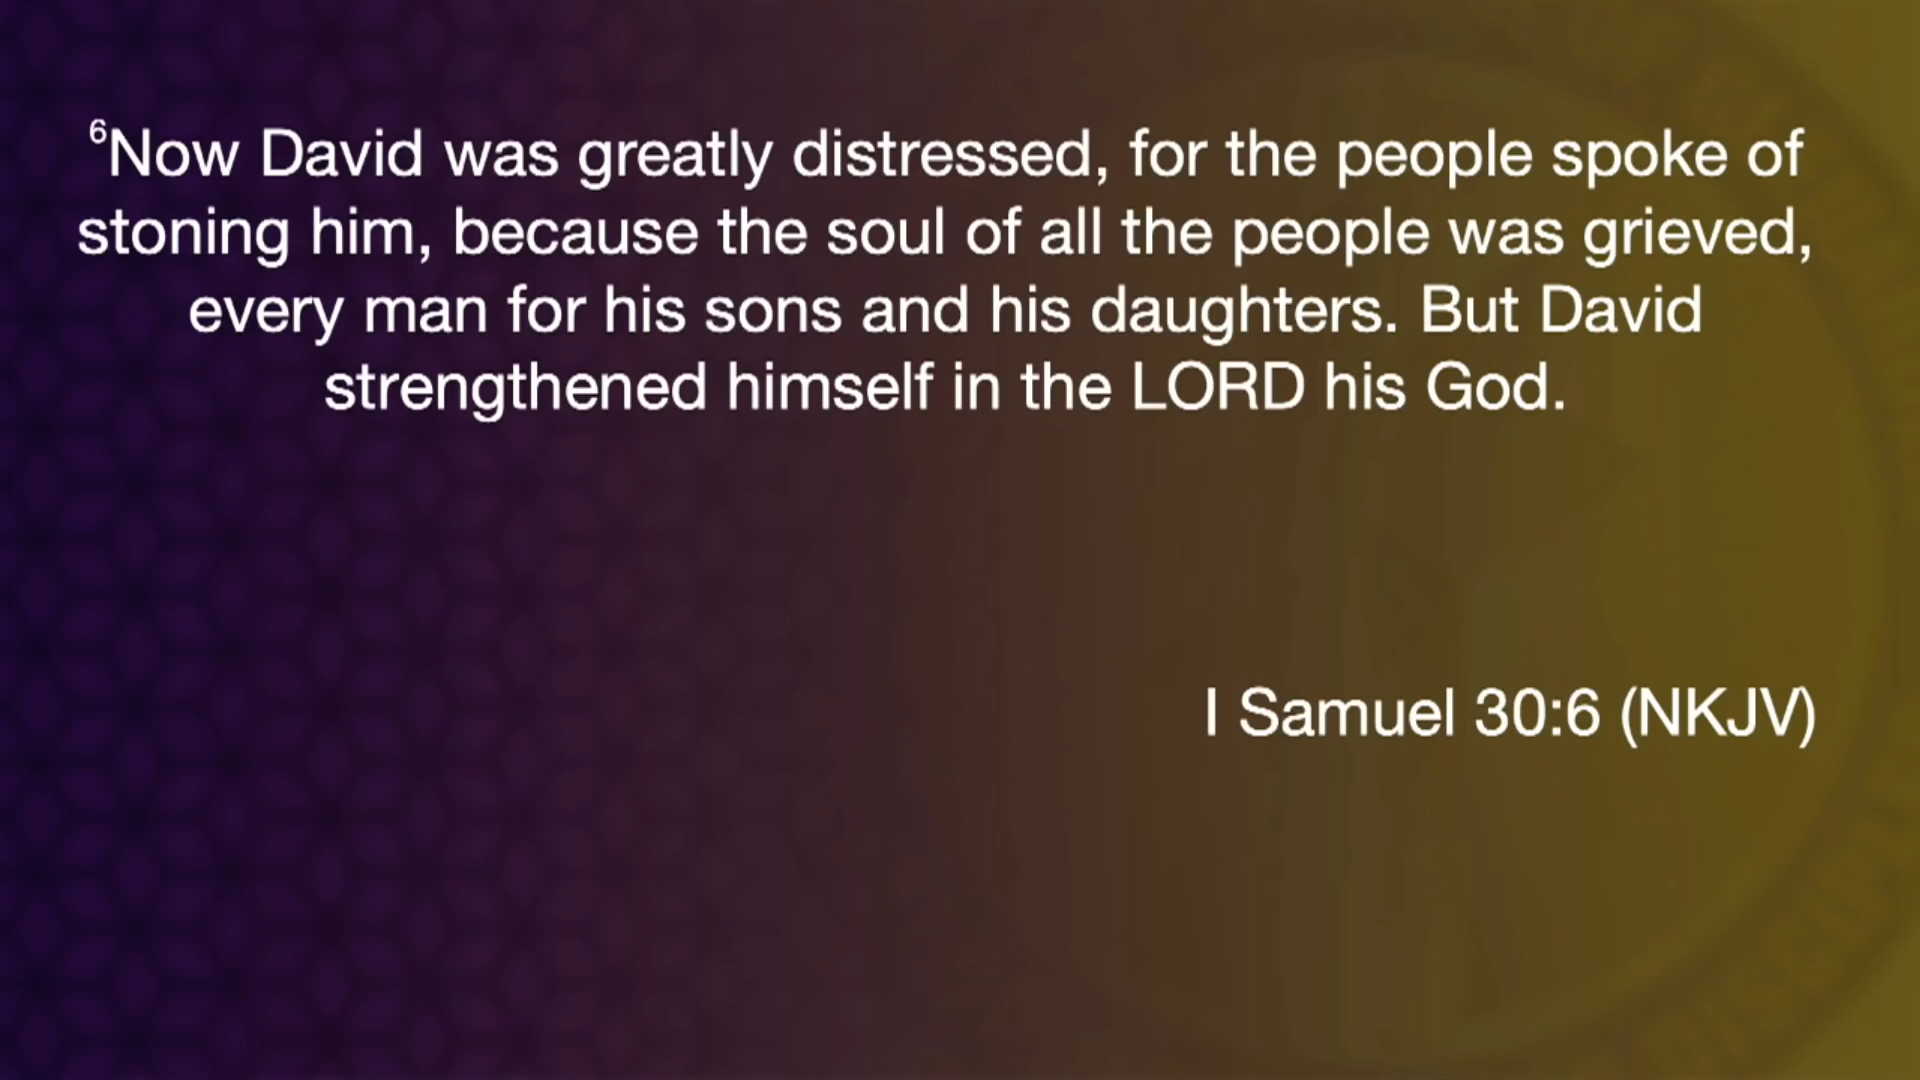 ⁶Now David was greatly distressed, for the people spoke of
stoning him, because the soul of all the people was grieved,
every man for his sons and his daughters. But David
strengthened himself in the LORD his God.
I Samuel 30:6 (NKJV)